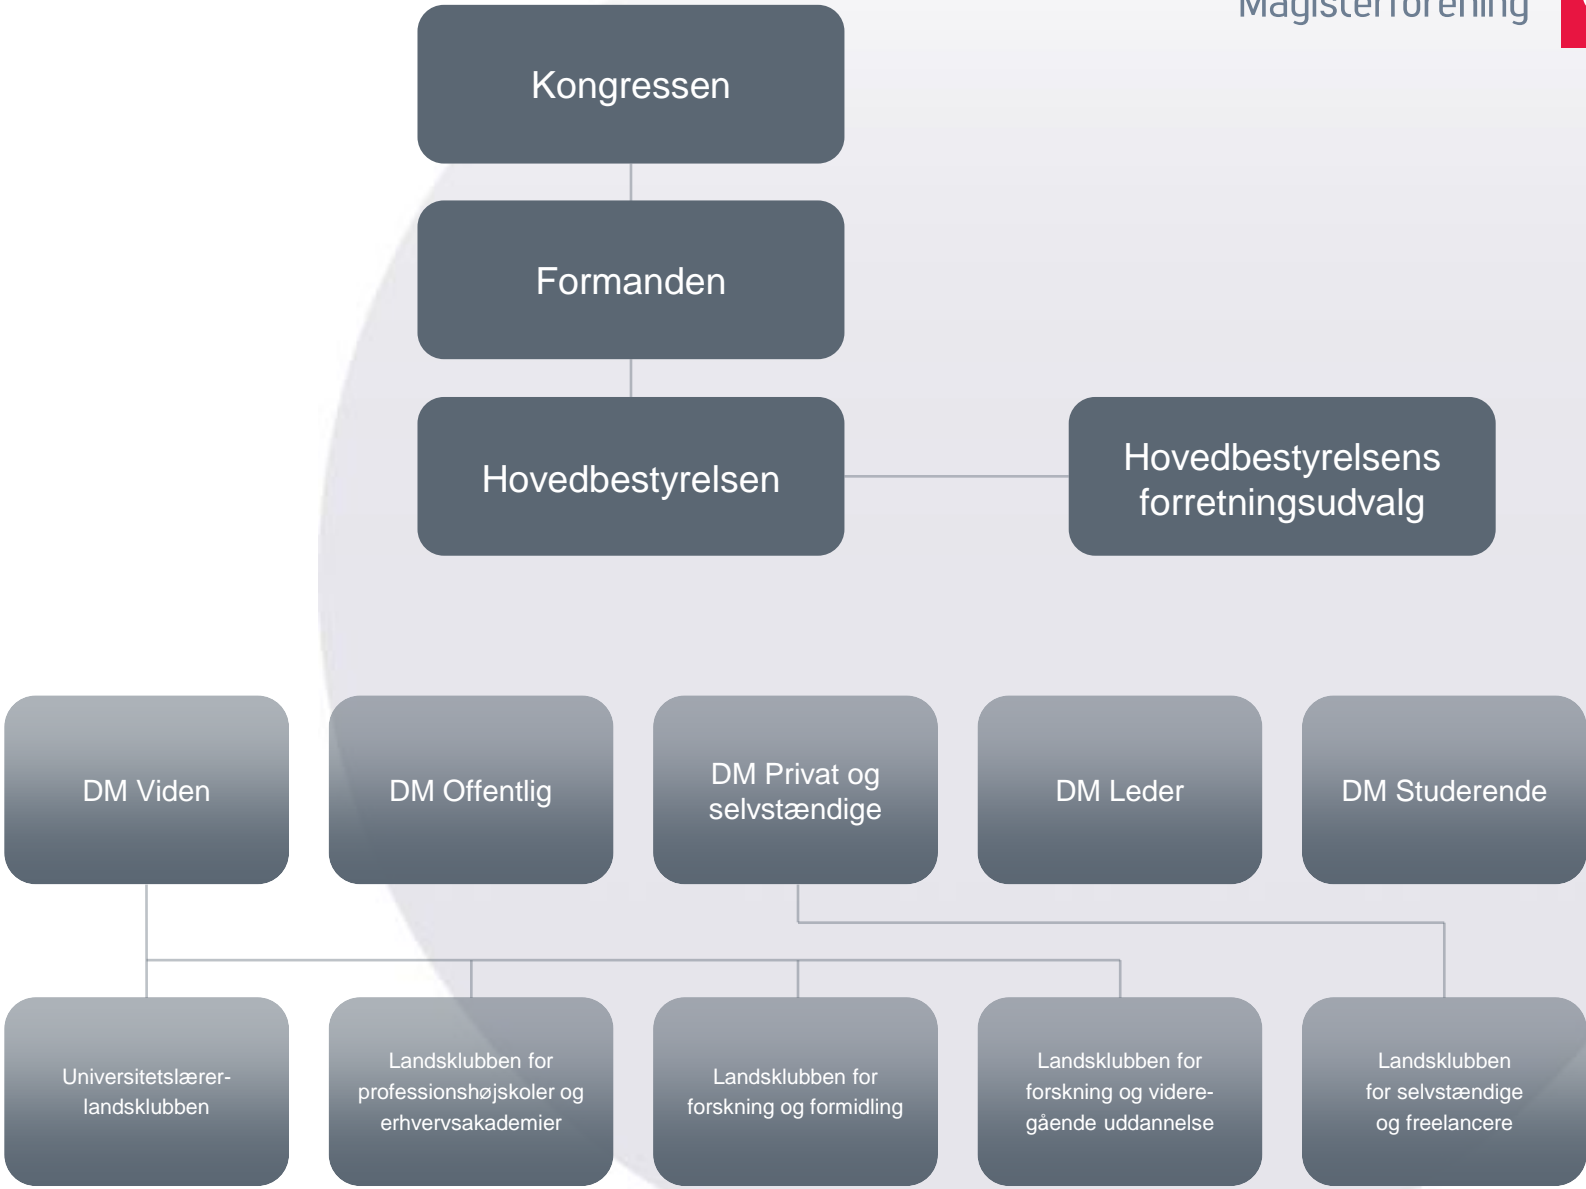 Magisterforening
Kongressen
Formanden
Hovedbestyrelsen
Hovedbestyrelsens
forretningsudvalg
DM Viden
DM Offentlig
DM Privat og
selvstændige
DM Leder
DM Studerende
Universitetslærer-
landsklubben
Landsklubben for
professionshøjskoler og
erhvervsakademier
Landsklubben for
forskning og formidling
Landsklubben for
forskning og videre-
gående uddannelse
Landsklubben
for selvstændige
og freelancere